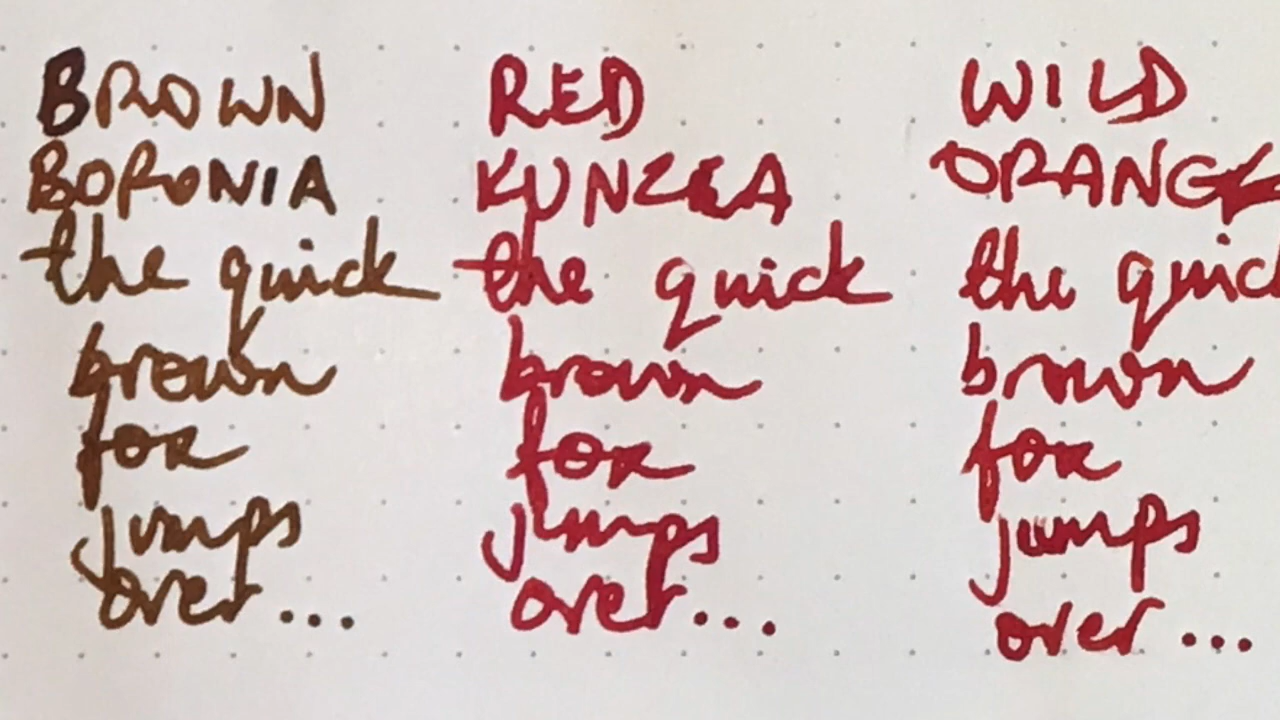 BROWN
BORONIA
the quick
brown
fox
jumps
over...
RED
KUNZEA
the quick
brown
fox
jumps
over...
WILD
ORANGE
the quick
brown
fox
jumps
over...